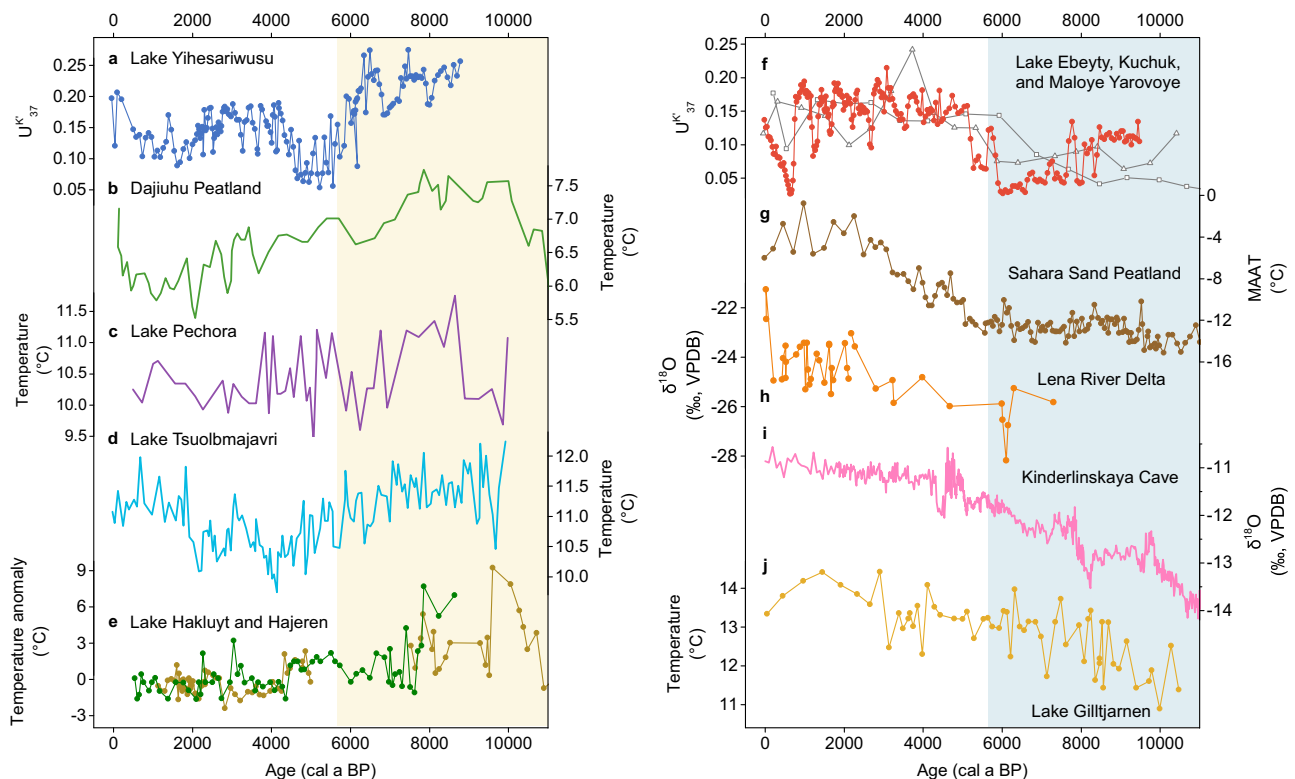 0 2000 4000 6000 8000 10000
a Lake Yihesariwusu
0.25
0.20
0.15
0.10
0.05
U37K'
b Dajiuhu Peatland
7.5
7.0
6.5
6.0
5.5
Temperature
(°C)
c Lake Pechora
11.5
11.0
10.5
10.0
9.5
Temperature
(°C)
d Lake Tsuolbmajavri
12.0
11.5
11.0
10.5
10.0
Temperature
(°C)
e Lake Hakluyt and Hajeren
9
6
3
0
-3
Temperature anomaly
(°C)
0 2000 4000 6000 8000 10000
Age (cal a BP)
0 2000 4000 6000 8000 10000
f
Lake Ebeyty, Kuchuk,
and Maloye Yarovoye
0.25
0.20
0.15
0.10
0.05
U37K'
g
Sahara Sand Peatland
0
-4
-8
-12
-16
MAAT
(°C)
h
Lena River Delta
-22
-24
-26
-28
δ18O
(‰, VPDB)
i
Kinderlinskaya Cave
-11
-12
-13
-14
δ18O
(‰, VPDB)
j
Lake Gilltjarnen
14
13
12
11
Temperature
(°C)
0 2000 4000 6000 8000 10000
Age (cal a BP)